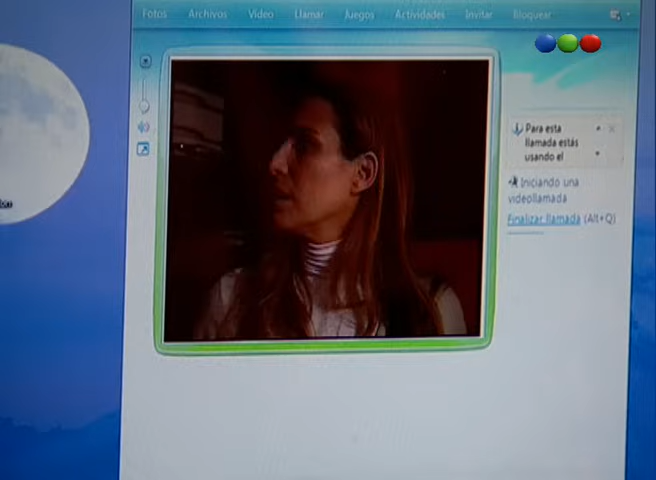 Fotos Archivos Video Llamar Juegos Actividades Invitar Bloquear
Para esta
llamada estás
usando el
Iniciando una
videollamada
Finalizar llamada (Alt+Q)